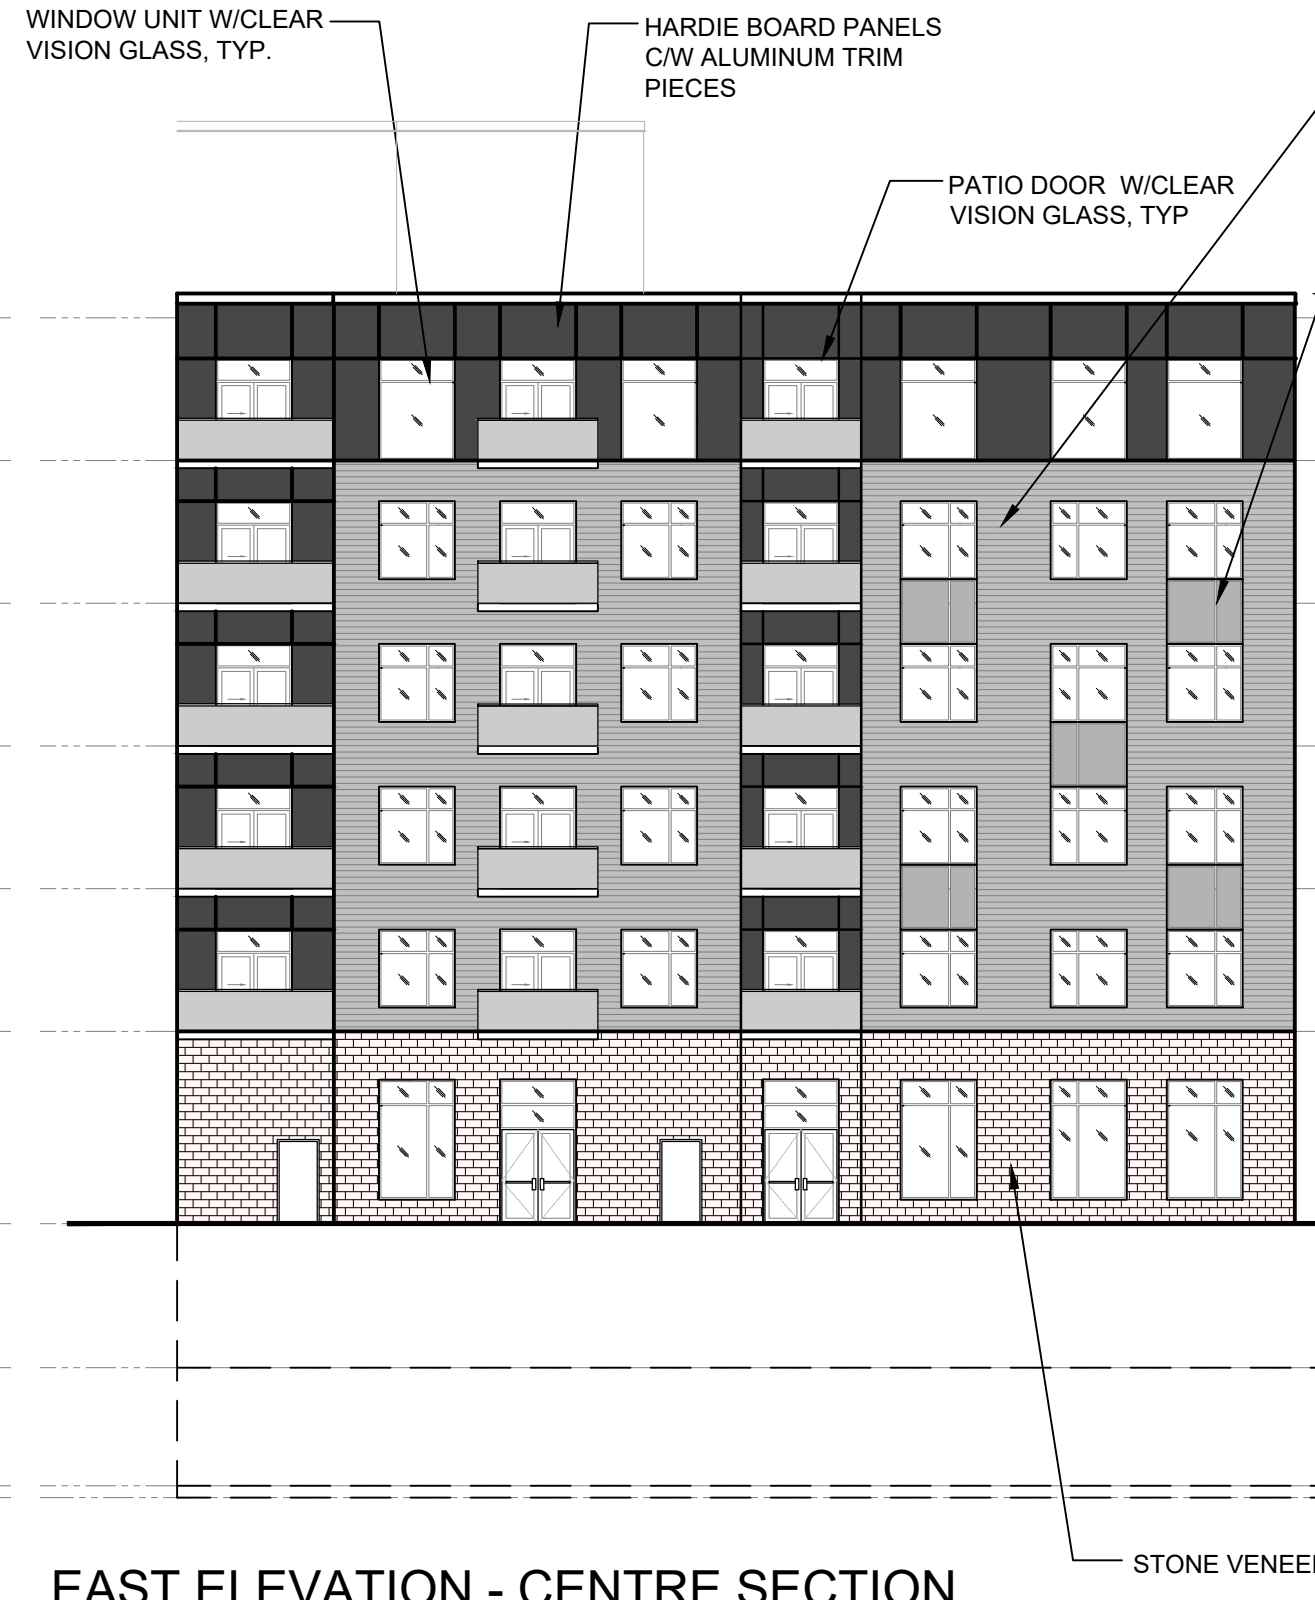 WINDOW UNIT W/CLEAR
VISION GLASS, TYP.
HARDIE BOARD PANELS
C/W ALUMINUM TRIM
PIECES
PATIO DOOR W/CLEAR
VISION GLASS, TYP
STONE VENEER
EAST ELEVATION - CENTRE SECTION